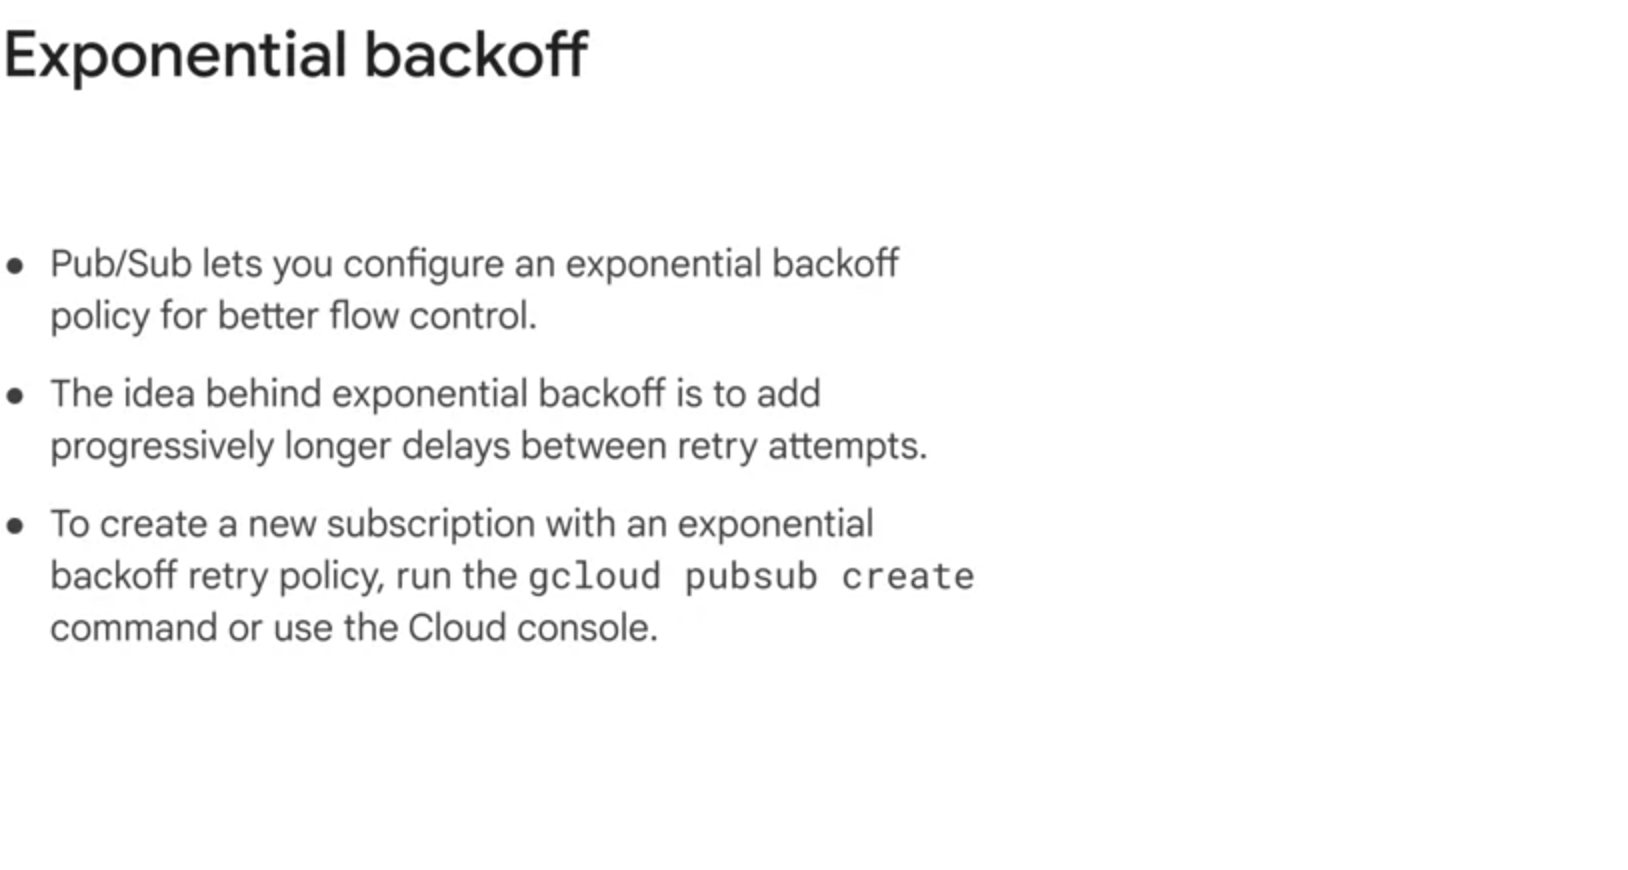 Exponential backoff
• Pub/Sub lets you configure an exponential backoff
policy for better flow control.
• The idea behind exponential backoff is to add
progressively longer delays between retry attempts.
• To create a new subscription with an exponential
backoff retry policy, run the gcloud pubsub create
command or use the Cloud console.